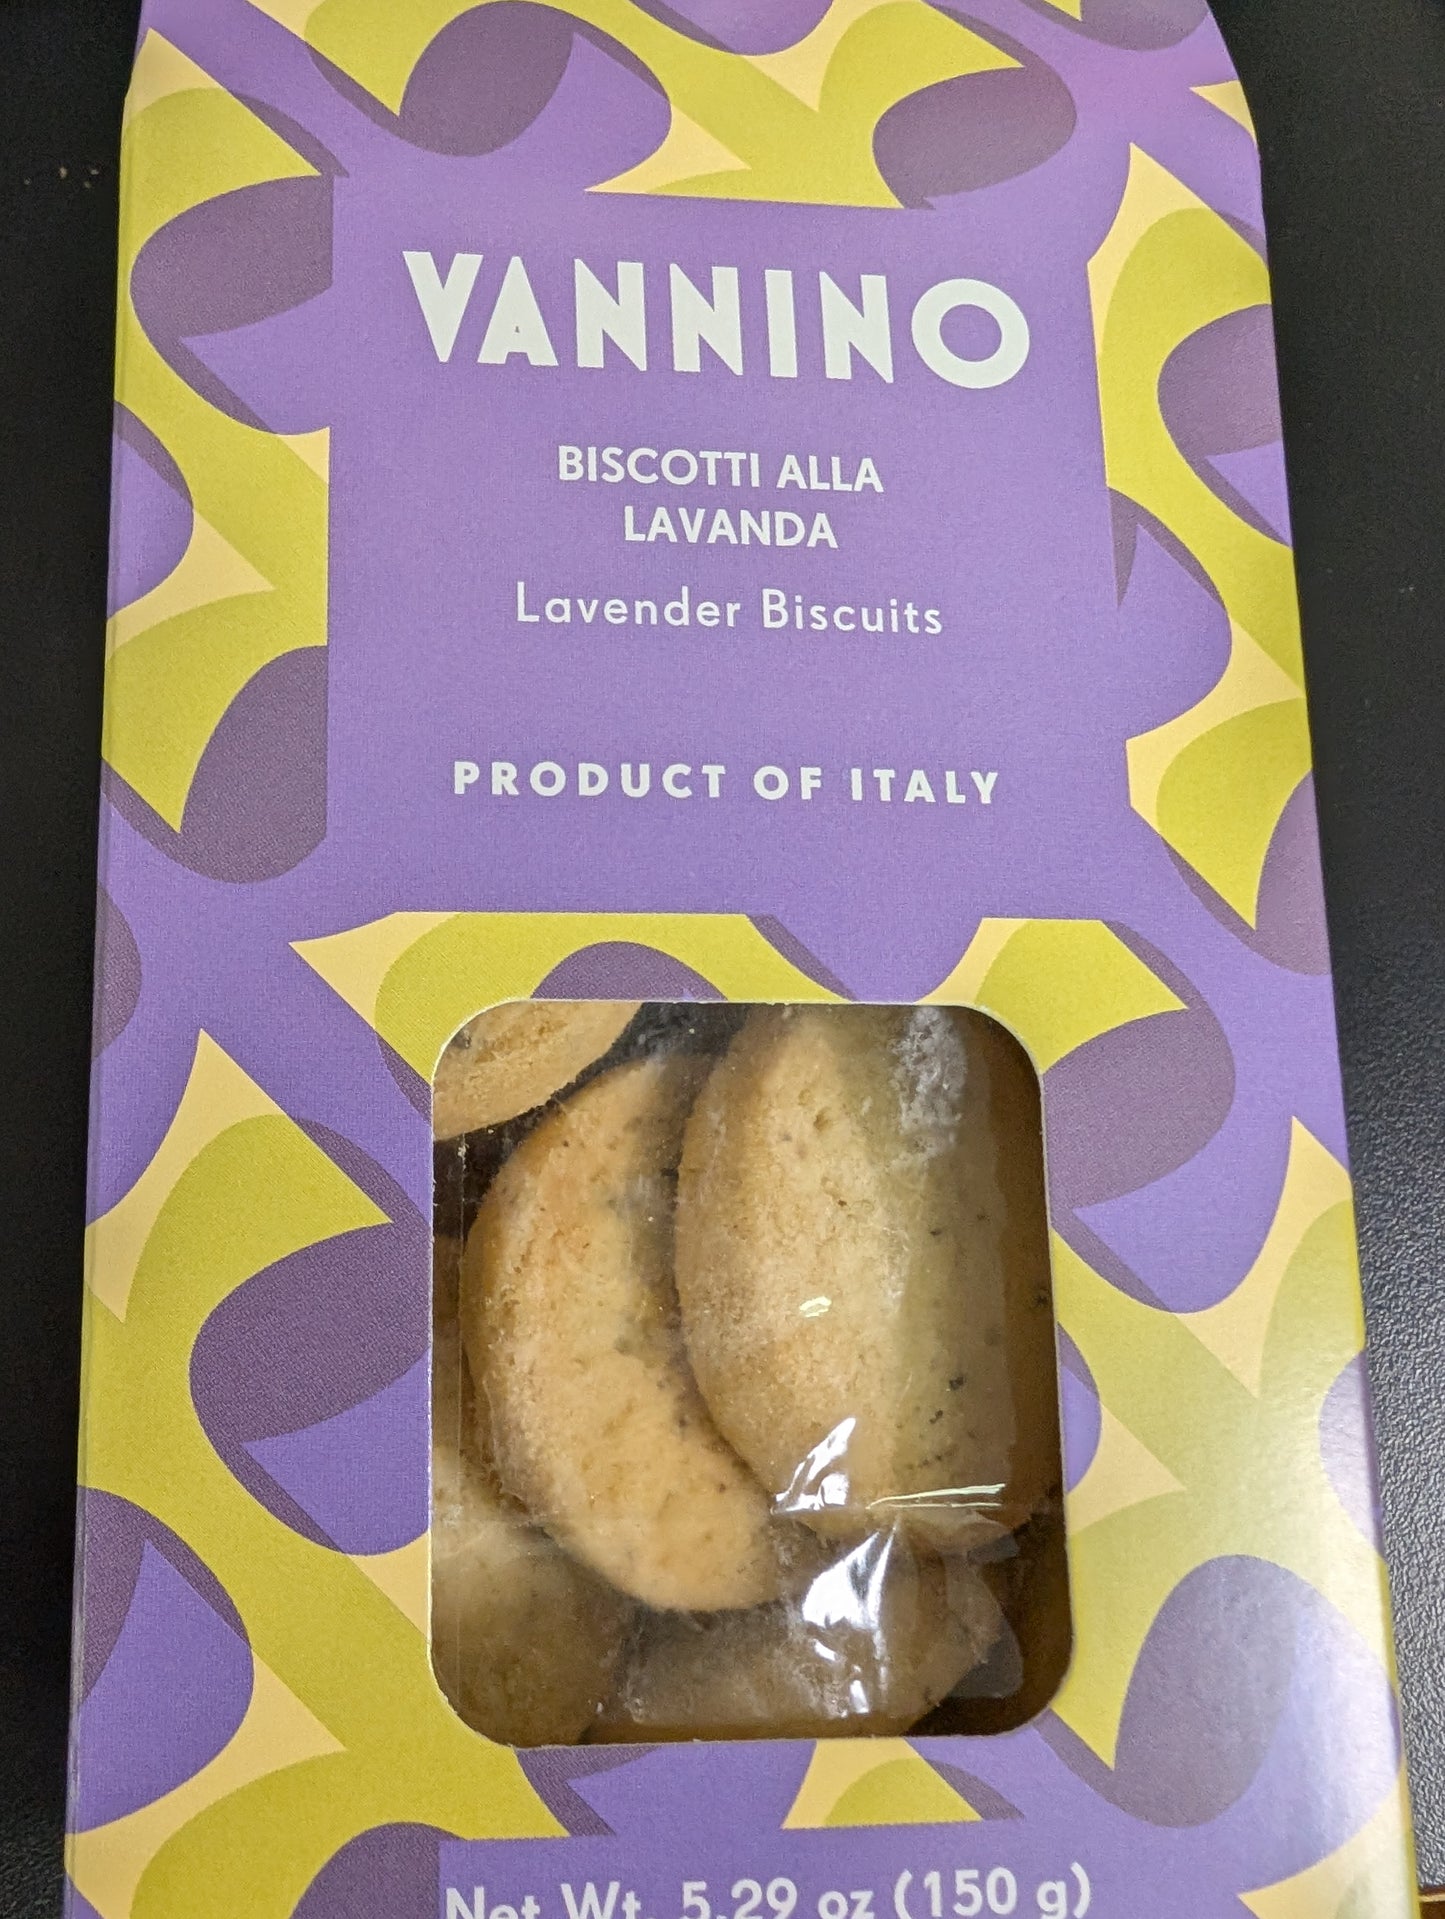 VANNINO
BISCOTTI ALLA
LAVANDA
Lavender Biscuits
PRODUCT OF ITALY
Net Wt. 5.29 oz (150 g)